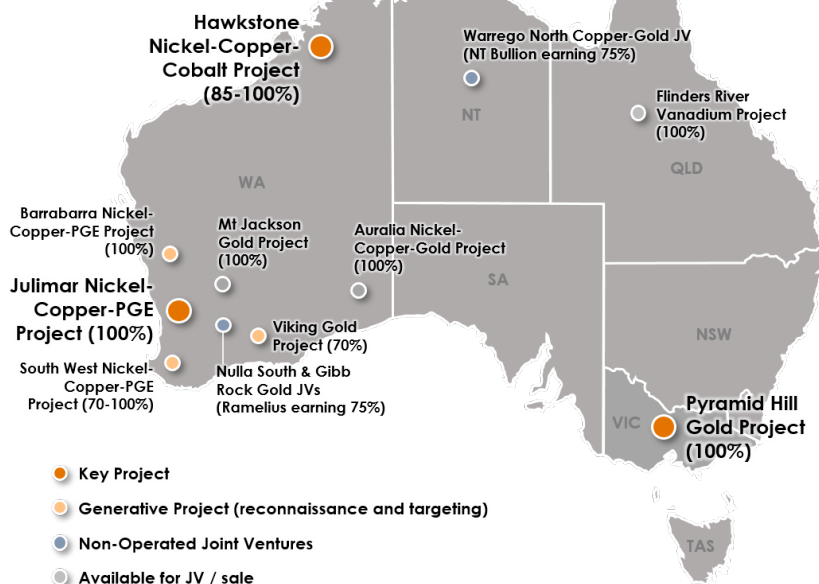 Hawkstone
Nickel-Copper-
Cobalt Project
(85-100%)
Warrego North Copper-Gold JV
(NT Bullion earning 75%)
Flinders River
Vanadium Project
(100%)
NT
QLD
WA
Barrabarra Nickel-
Copper-PGE Project
(100%)
Mt Jackson
Gold Project
(100%)
Auralia Nickel-
Copper-Gold Project
(100%)
SA
Julimar Nickel-
Copper-PGE
Project (100%)
Viking Gold
Project (70%)
NSW
South West Nickel-
Copper-PGE
Project (70-100%)
Nulla South & Gibb
Rock Gold JVs
(Ramelius earning 75%)
VIC
Pyramid Hill
Gold Project
(100%)
Key Project
Generative Project (reconnaissance and targeting)
Non-Operated Joint Ventures
Available for JV / sale
TAS